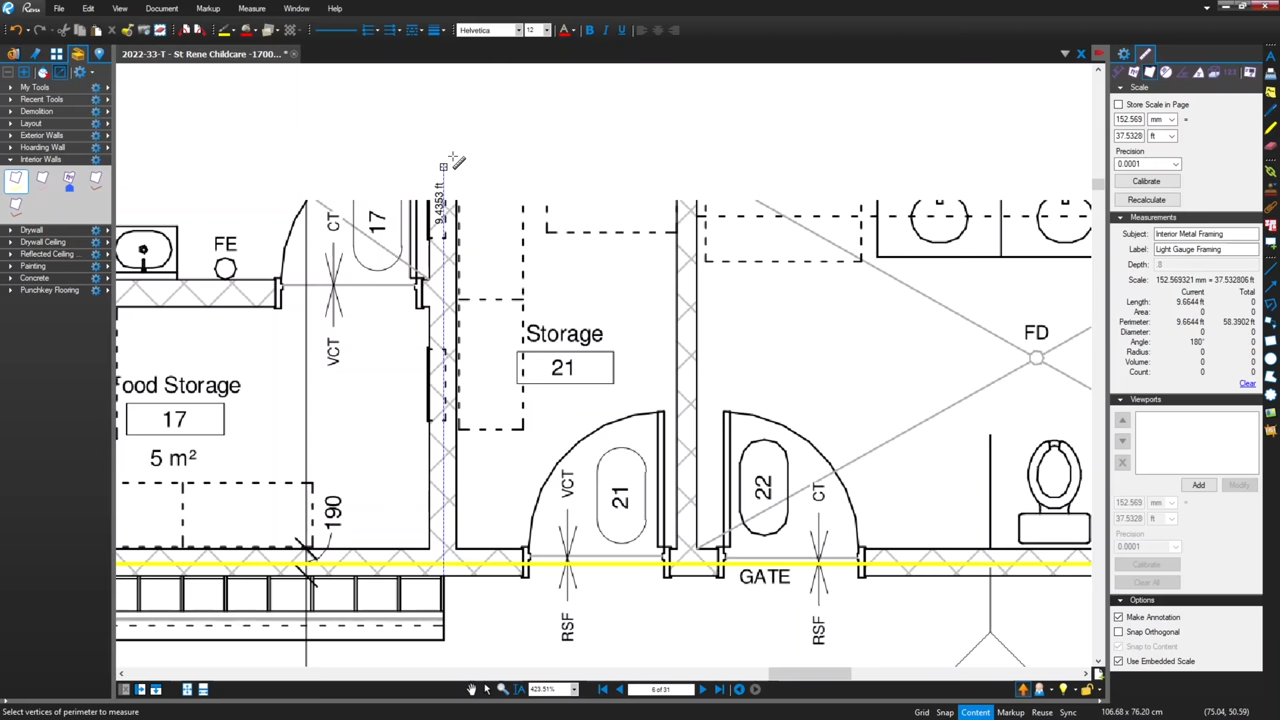 Revu File Edit View Document Markup Measure Window Help
Helvetica 12 A B I U
2022-33-T - St Rene Childcare -1700... *
My Tools
Recent Tools
Demolition
Layout
Exterior Walls
Hoarding Wall
Interior Walls
Drywall
Drywall Ceiling
Reflected Ceiling ...
Painting
Concrete
Punchkey Flooring
9.4353 ft
CT
17
FE
VCT
Storage
21
FD
ood Storage
17
5 m²
190
VCT
21
22
CT
GATE
RSF
RSF
Scale
Store Scale in Page
152.569 mm =
37.5328 ft
Precision
0.0001
Calibrate
Recalculate
Measurements
Subject: Interior Metal Framing
Label: Light Gauge Framing
Depth: .8
Scale: 152.569321 mm = 37.532806 ft
Current Total
Length: 9.6644 ft 0
Area: 0 0
Perimeter: 9.6644 ft 58.3902 ft
Diameter: 0 0
Angle: 180° 0
Radius: 0 0
Volume: 0 0
Count: 0 0
Clear
Viewports
Add Modify
152.569 mm =
37.5328 ft
Precision
0.0001
Calibrate
Clear All
Options
Make Annotation
Snap Orthogonal
Snap to Content
Use Embedded Scale
423.51% 6 of 31
Select vertices of perimeter to measure
Grid Snap Content Markup Reuse Sync 106.68 x 76.20 cm (75.04, 50.59)